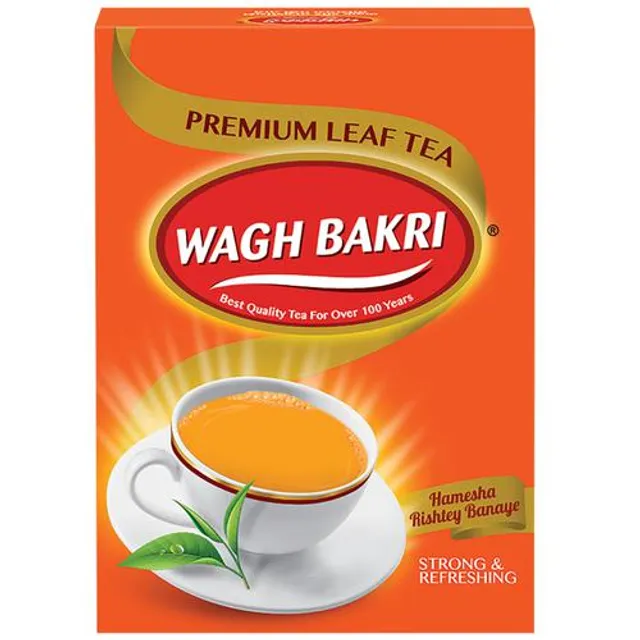 PREMIUM LEAF TEA
WAGH BAKRI
®
Best Quality Tea For Over 100 Years
Hamesha
Rishtey Banaye
STRONG &
REFRESHING